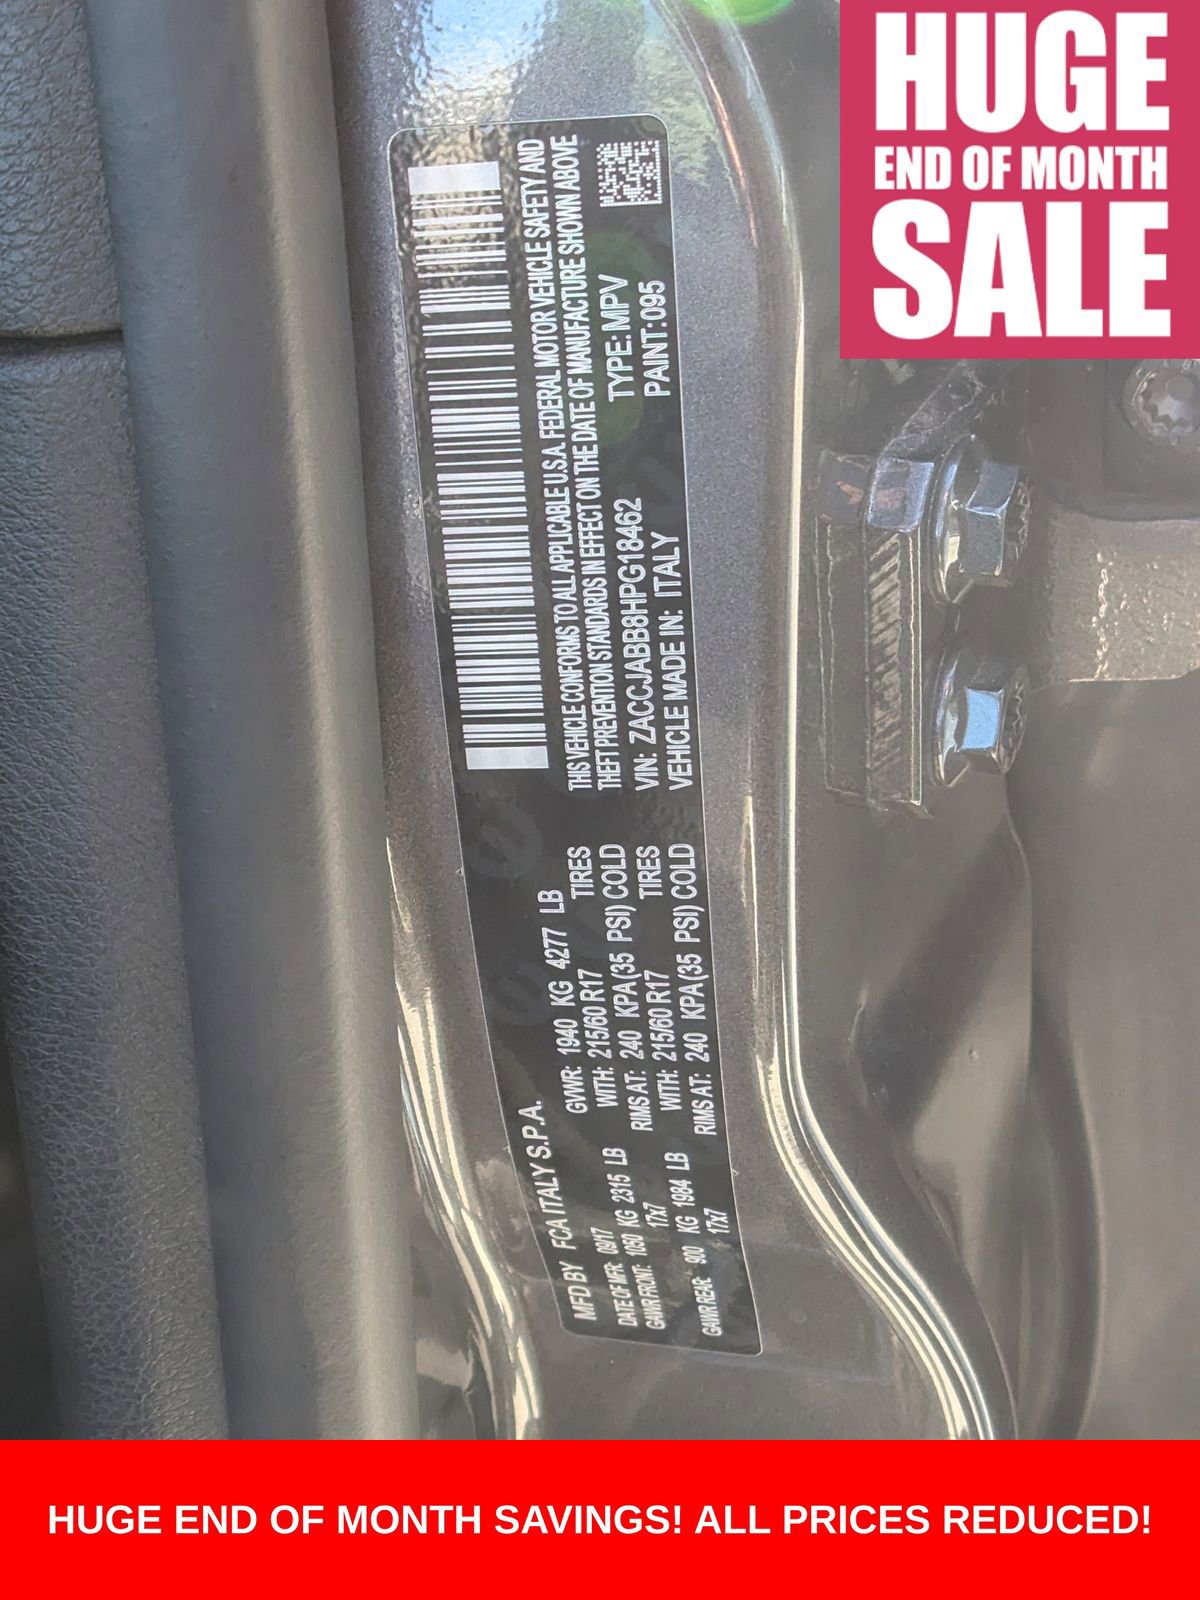 HUGE
END OF MONTH
SALE
MFD BY FCA ITALY S.P.A.
DATE OF MFR: 09/17 GVWR: 1940 KG 4277 LB
GAWR FRONT: 1050 KG 2315 LB WITH: 215/60 R17 TIRES
17x7 RIMS AT: 240 KPA(35 PSI) COLD
GAWR REAR: 900 KG 1984 LB WITH: 215/60 R17 TIRES
17x7 RIMS AT: 240 KPA(35 PSI) COLD
THIS VEHICLE CONFORMS TO ALL APPLICABLE U.S.A. FEDERAL MOTOR VEHICLE SAFETY AND
THEFT PREVENTION STANDARDS IN EFFECT ON THE DATE OF MANUFACTURE SHOWN ABOVE
VIN: ZACCJABB8HPG18462 TYPE: MPV
VEHICLE MADE IN: ITALY PAINT: 095
HUGE END OF MONTH SAVINGS! ALL PRICES REDUCED!